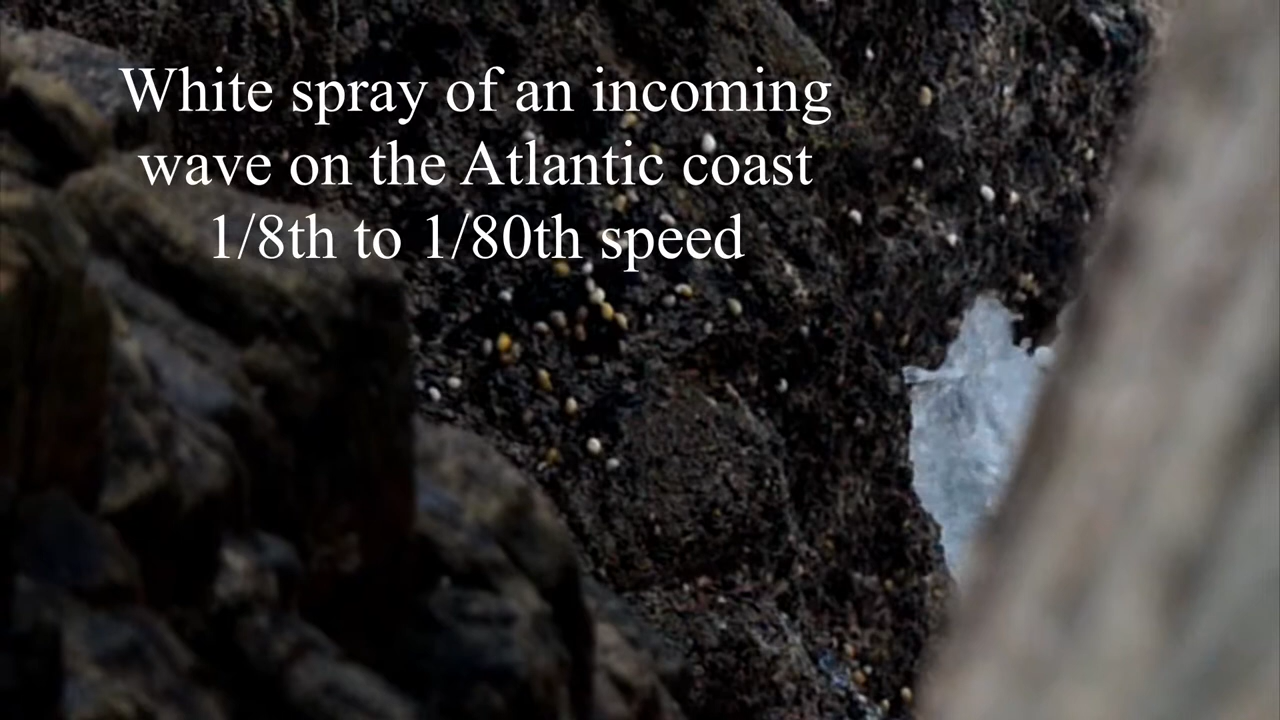 White spray of an incoming
wave on the Atlantic coast
1/8th to 1/80th speed